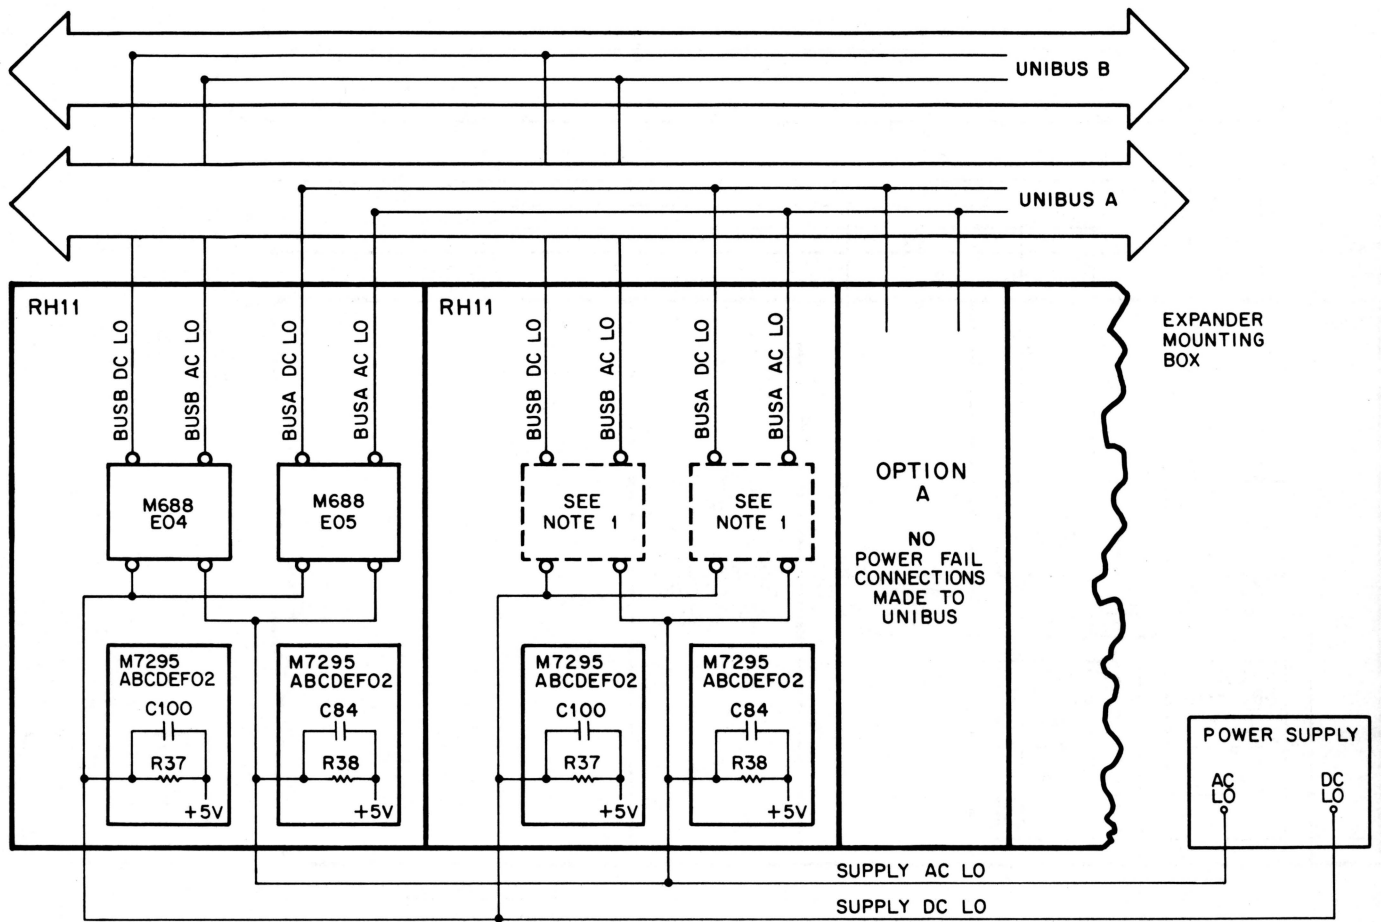 UNIBUS B
UNIBUS A
RH11
BUSB DC LO
BUSB AC LO
BUSA DC LO
BUSA AC LO
M688
E04
M688
E05
M7295
ABCDEF02
C100
R37
+5V
M7295
ABCDEF02
C84
R38
+5V
RH11
BUSB DC LO
BUSB AC LO
BUSA DC LO
BUSA AC LO
SEE
NOTE 1
SEE
NOTE 1
M7295
ABCDEF02
C100
R37
+5V
M7295
ABCDEF02
C84
R38
+5V
OPTION
A
NO
POWER FAIL
CONNECTIONS
MADE TO
UNIBUS
EXPANDER
MOUNTING
BOX
POWER SUPPLY
AC
LO
DC
LO
SUPPLY AC LO
SUPPLY DC LO